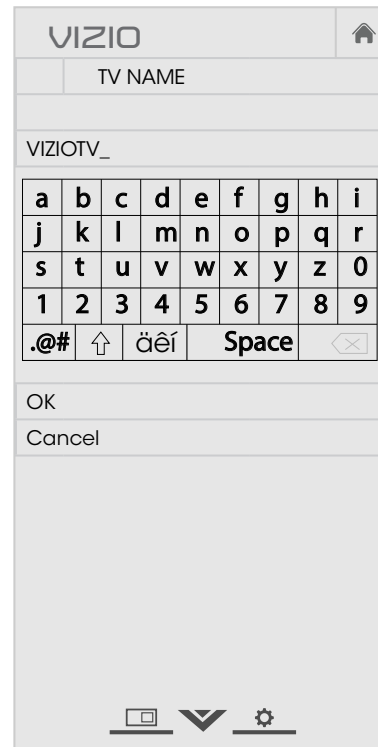 VIZIO
TV NAME
VIZIOTV_
a b c d e f g h i
j k l m n o p q r
s t u v w x y z 0
1 2 3 4 5 6 7 8 9
.@# äêí Space
OK
Cancel